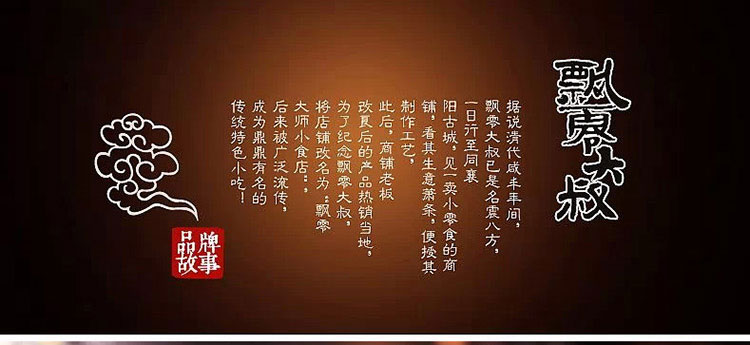 飘零大叔
据说清代咸丰年间,
飘零大叔已是名震八方,
一日行至同襄
阳古城,见一卖小零食的商
铺,看其生意萧条,便授其
制作工艺,
此后,商铺老板
改良后的产品热销当地,
为了纪念飘零大叔,
将店铺改名为“飘零
大师小食店”,
后来被广泛流传,
成为鼎鼎有名的
传统特色小吃!
品牌
故事